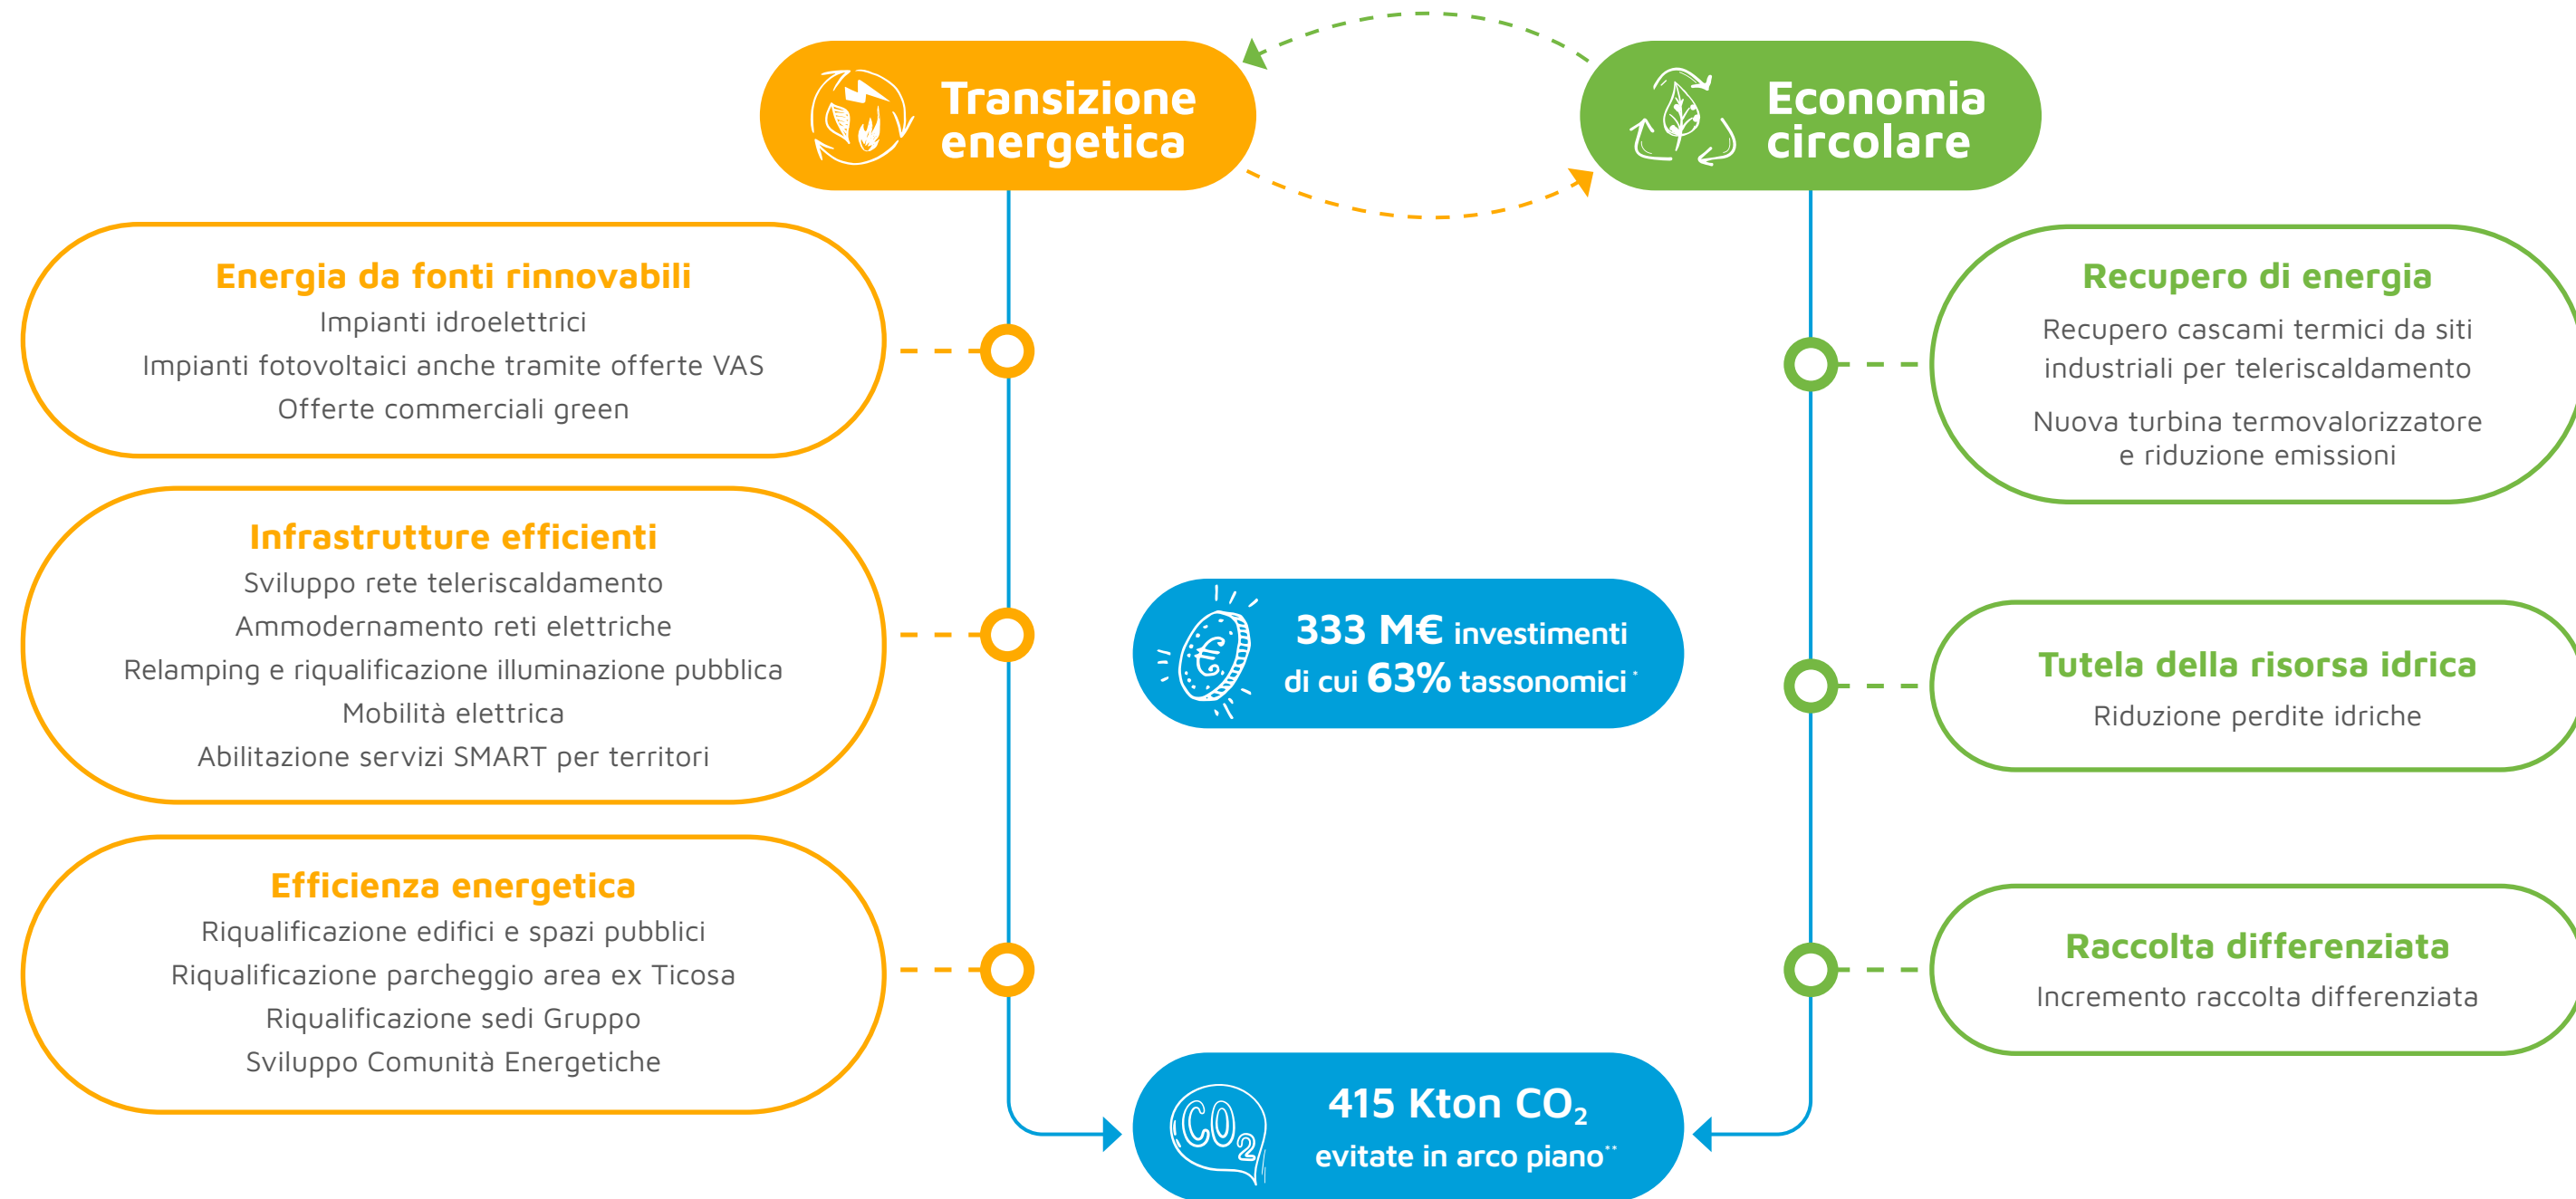 Transizione
energetica
Economia
circolare
Energia da fonti rinnovabili
Impianti idroelettrici
Impianti fotovoltaici anche tramite offerte VAS
Offerte commerciali green
Infrastrutture efficienti
Sviluppo rete teleriscaldamento
Ammodernamento reti elettriche
Relamping e riqualificazione illuminazione pubblica
Mobilità elettrica
Abilitazione servizi SMART per territori
Efficienza energetica
Riqualificazione edifici e spazi pubblici
Riqualificazione parcheggio area ex Ticosa
Riqualificazione sedi Gruppo
Sviluppo Comunità Energetiche
€
333 M€ investimenti
di cui 63% tassonomici*
CO₂
415 Kton CO₂
evitate in arco piano**
Recupero di energia
Recupero cascami termici da siti
industriali per teleriscaldamento
Nuova turbina termovalorizzatore
e riduzione emissioni
Tutela della risorsa idrica
Riduzione perdite idriche
Raccolta differenziata
Incremento raccolta differenziata